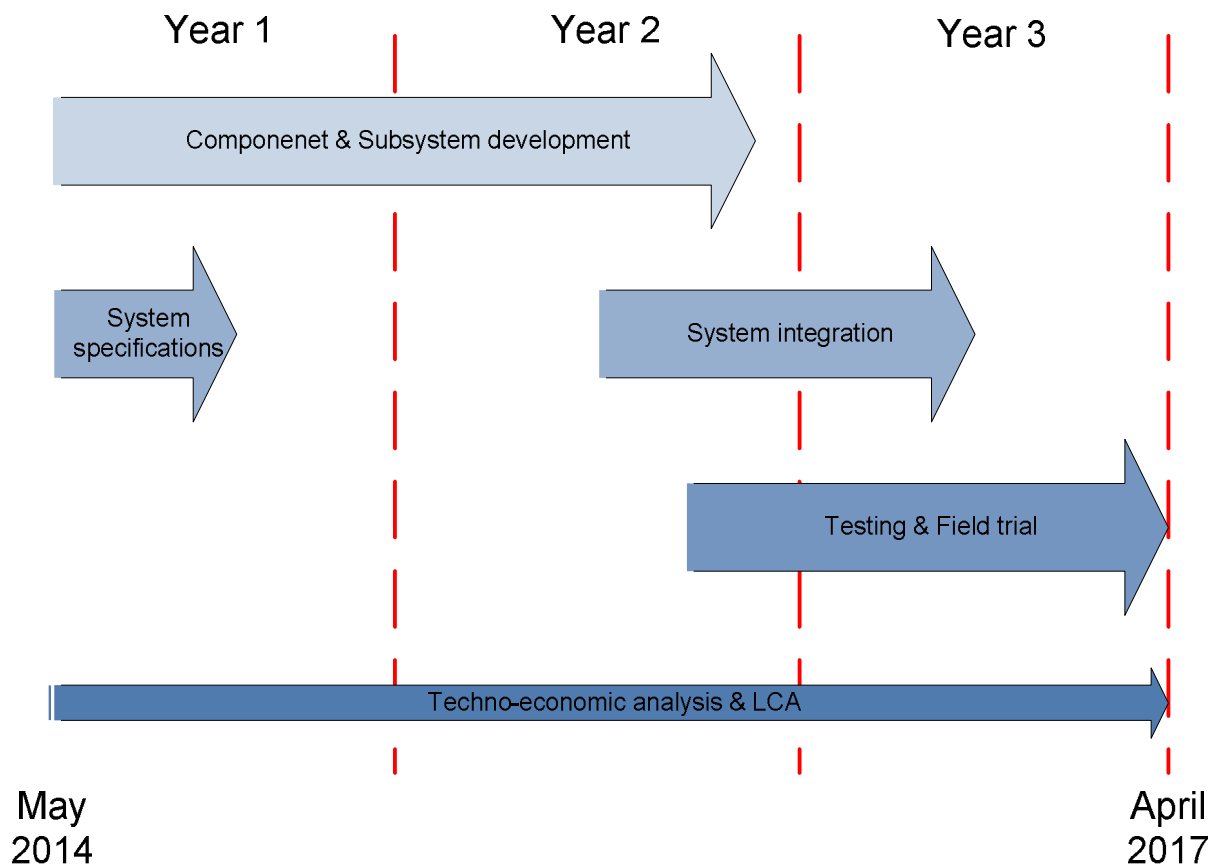 Year 1
Year 2
Year 3
Componenet & Subsystem development
System
specifications
System integration
Testing & Field trial
Techno-economic analysis & LCA
May
2014
April
2017